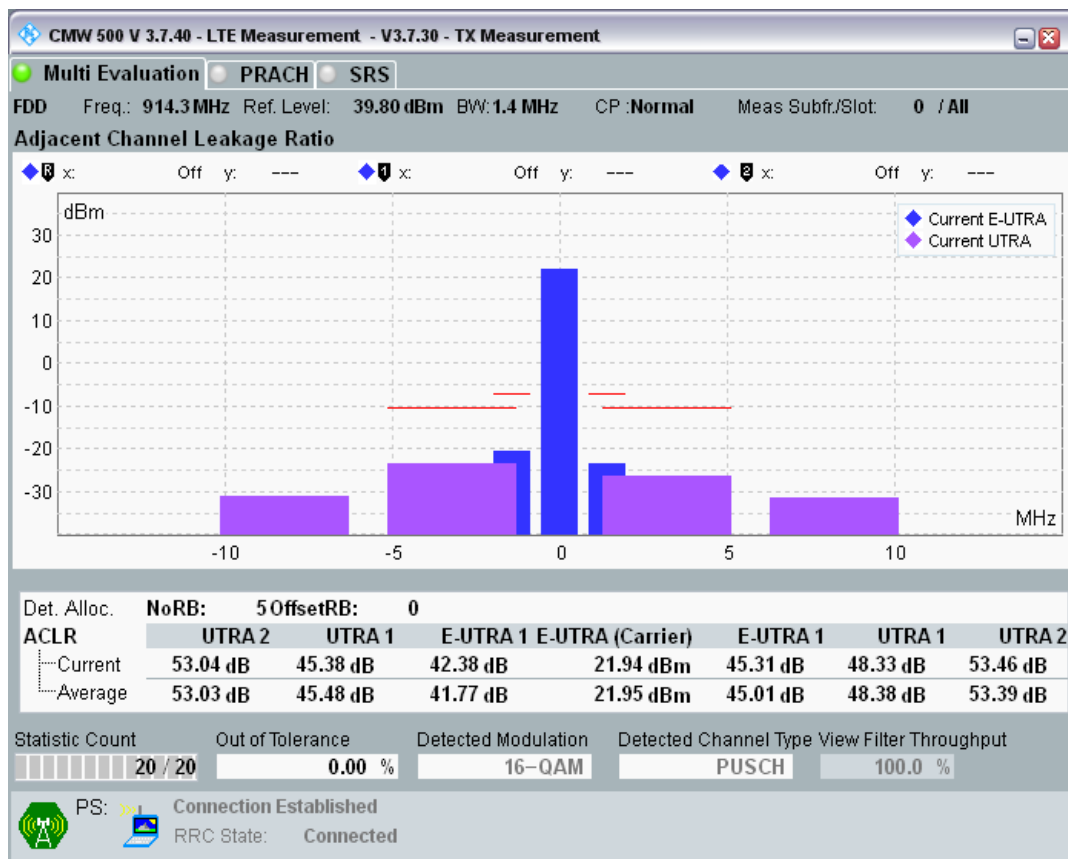 CMW 500 V 3.7.40 - LTE Measurement - V3.7.30 - TX Measurement
Multi Evaluation PRACH SRS
FDD Freq.: 914.3 MHz Ref. Level: 39.80 dBm BW: 1.4 MHz CP :Normal Meas Subfr./Slot: 0 / All
Adjacent Channel Leakage Ratio
R x: Off y: --- 1 x: Off y: --- 2 x: Off y: ---
dBm
Current E-UTRA
Current UTRA
30
20
10
0
-10
-20
-30
MHz
-10 -5 0 5 10
Det. Alloc. NoRB: 5 OffsetRB: 0
ACLR UTRA 2 UTRA 1 E-UTRA 1 E-UTRA (Carrier) E-UTRA 1 UTRA 1 UTRA 2
Current 53.04 dB 45.38 dB 42.38 dB 21.94 dBm 45.31 dB 48.33 dB 53.46 dB
Average 53.03 dB 45.48 dB 41.77 dB 21.95 dBm 45.01 dB 48.38 dB 53.39 dB
Statistic Count Out of Tolerance Detected Modulation Detected Channel Type View Filter Throughput
20 / 20 0.00 % 16-QAM PUSCH 100.0 %
PS: Connection Established
RRC State: Connected